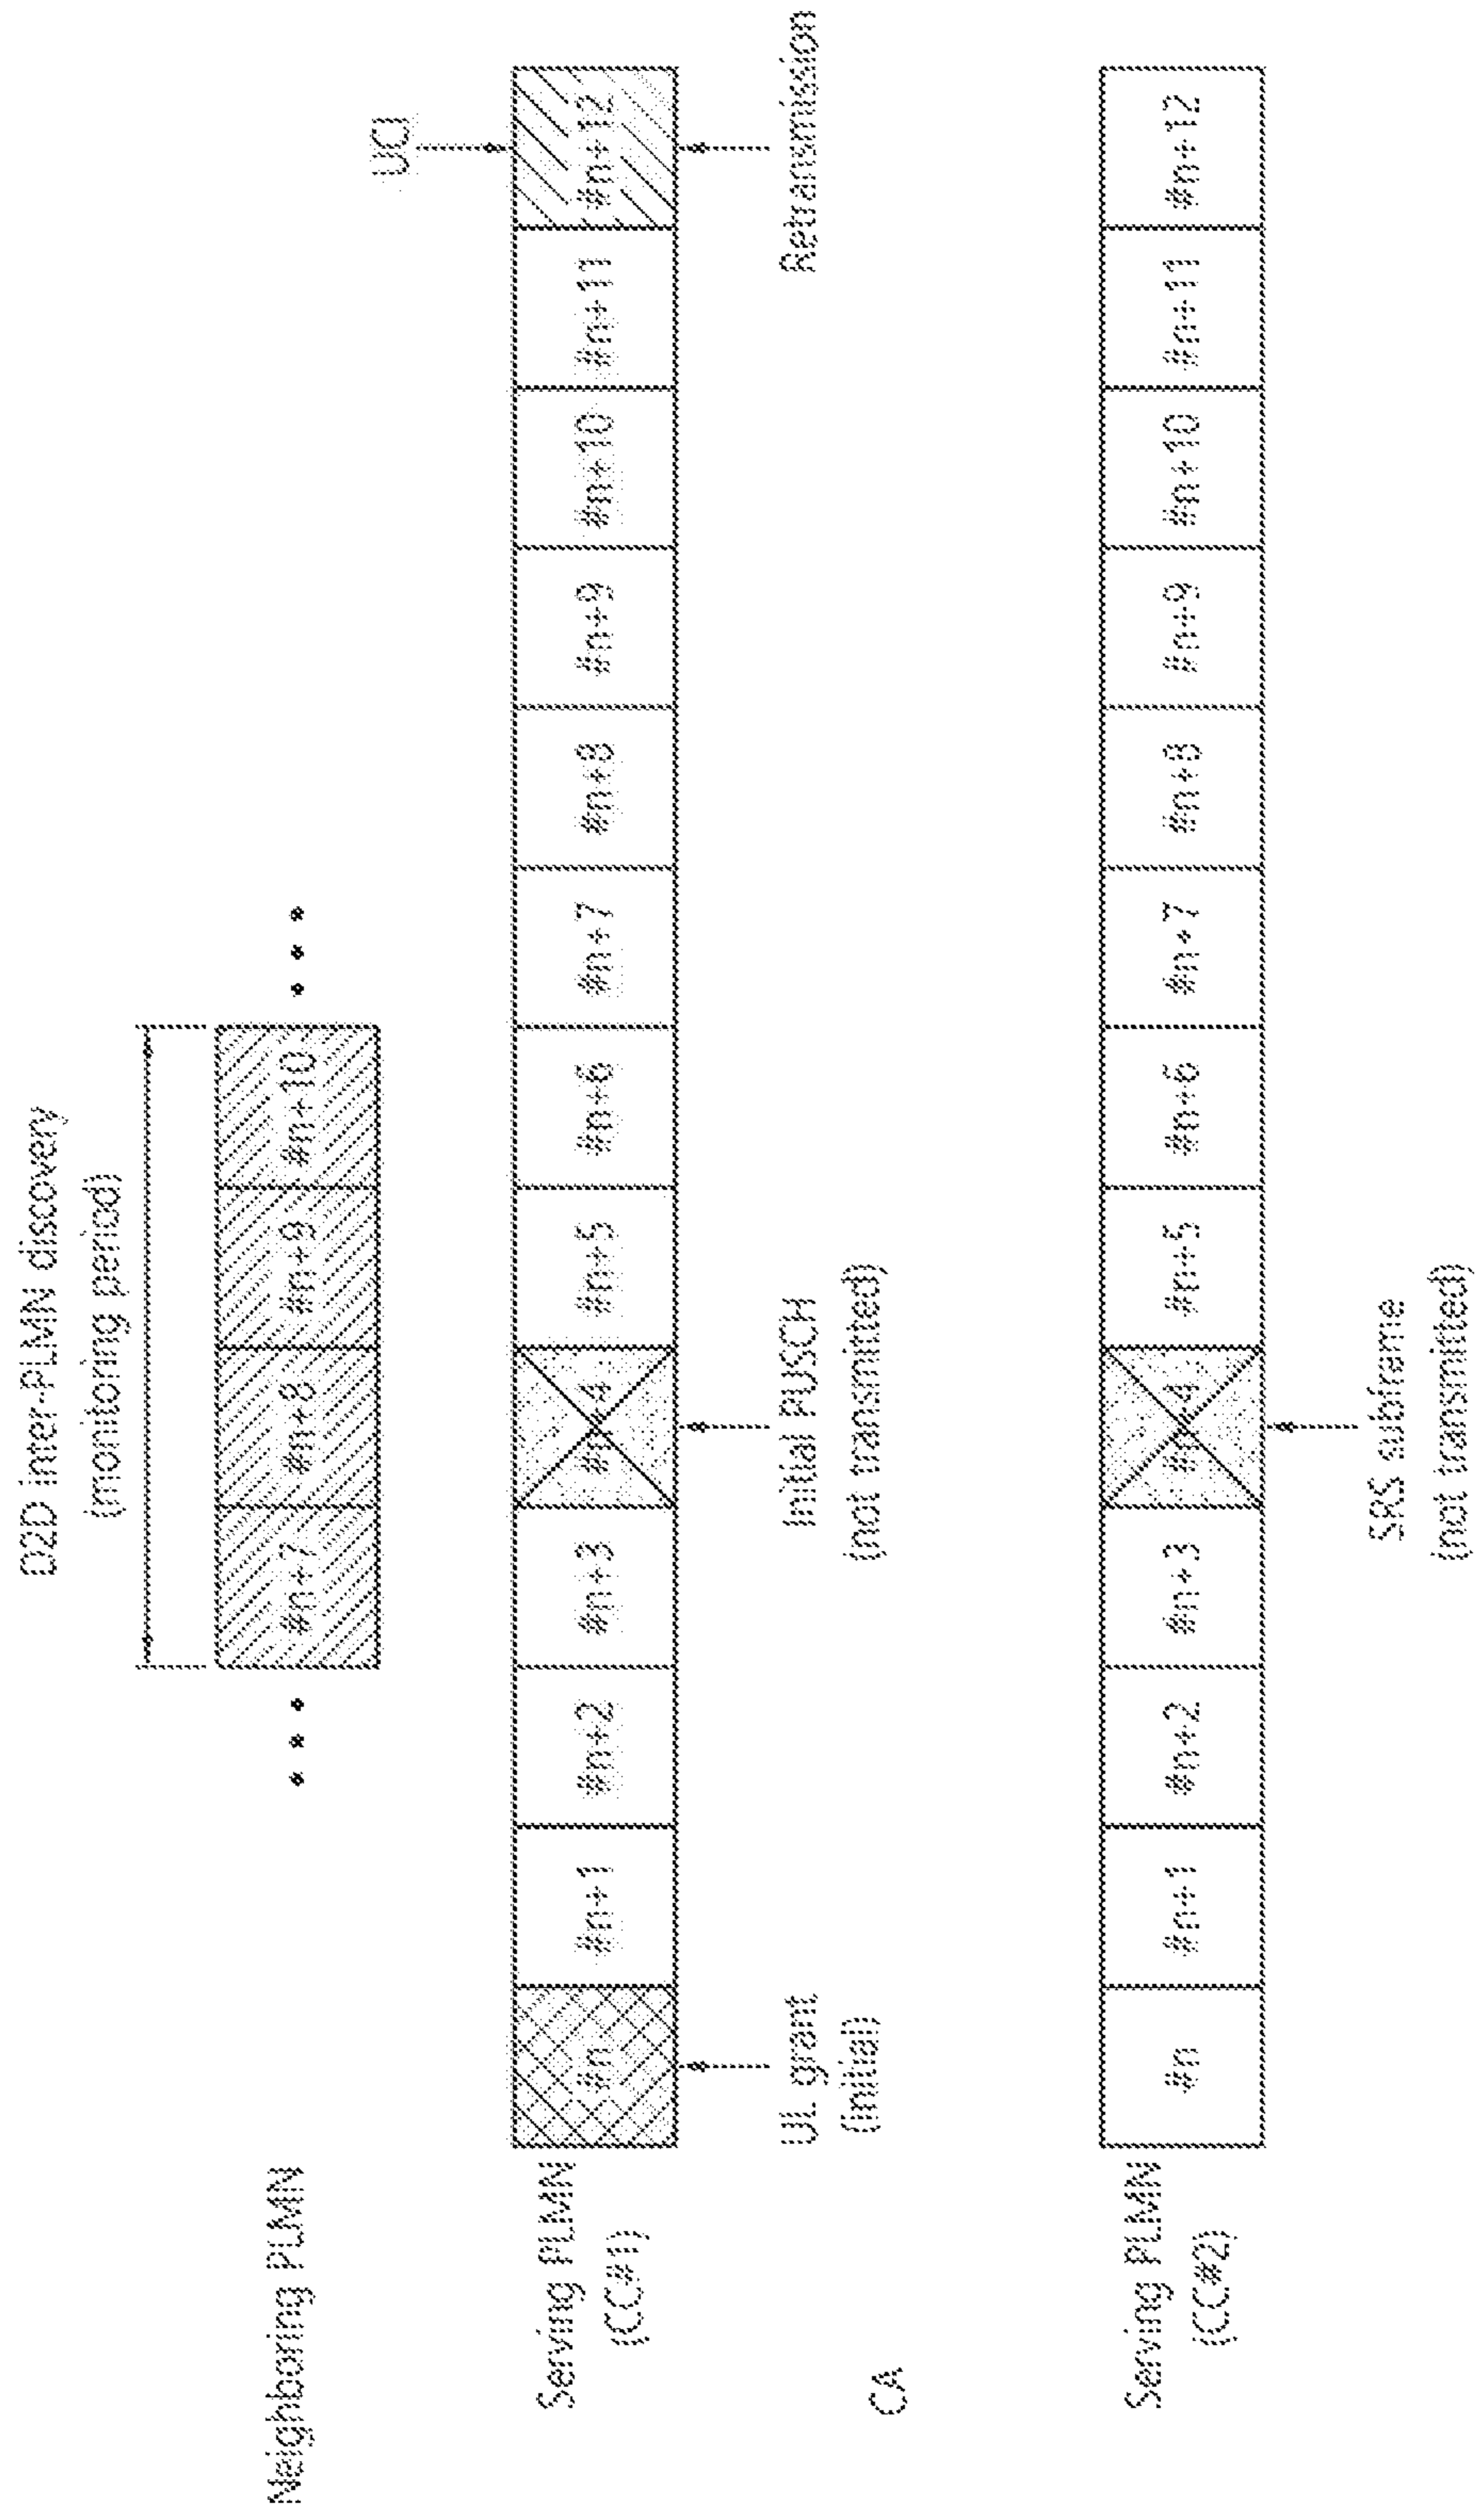 D2D inter-PLMN discovery
(monitoring period)
Neighboring PLMN
#n+7
#n+8
#n+9
#n+10
UCI
Serving PLMN
(CC#1)
#n
#n+1
#n+2
#n+3
#n+4
#n+5
#n+6
#n+7
#n+8
#n+9
#n+10
#n+11
#n+12
UL grant
(Initial)
Initial PUSCH
(not transmitted)
Retransmission
CA
Serving PLMN
(CC#2)
#n
#n+1
#n+2
#n+3
#n+4
#n+5
#n+6
#n+7
#n+8
#n+9
#n+10
#n+11
#n+12
SRS subframe
(not transmitted)